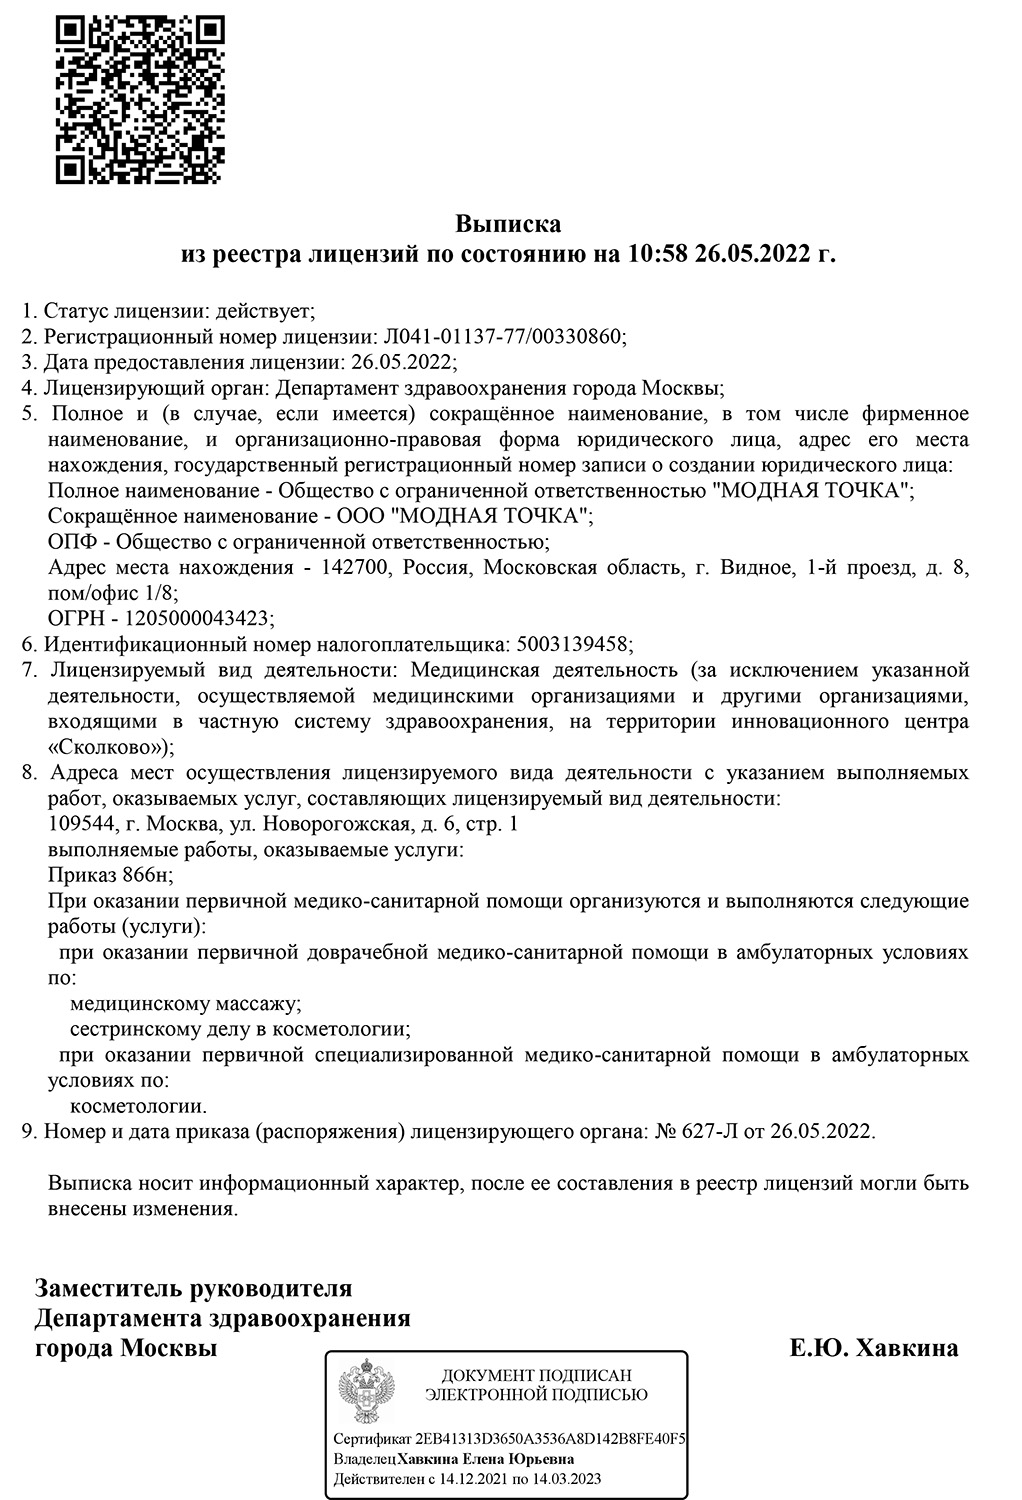 Выписка
из реестра лицензий по состоянию на 10:58 26.05.2022 г.
1. Статус лицензии: действует;
2. Регистрационный номер лицензии: Л041-01137-77/00330860;
3. Дата предоставления лицензии: 26.05.2022;
4. Лицензирующий орган: Департамент здравоохранения города Москвы;
5. Полное и (в случае, если имеется) сокращённое наименование, в том числе фирменное
наименование, и организационно-правовая форма юридического лица, адрес его места
нахождения, государственный регистрационный номер записи о создании юридического лица:
Полное наименование - Общество с ограниченной ответственностью "МОДНАЯ ТОЧКА";
Сокращённое наименование - ООО "МОДНАЯ ТОЧКА";
ОПФ - Общество с ограниченной ответственностью;
Адрес места нахождения - 142700, Россия, Московская область, г. Видное, 1-й проезд, д. 8,
пом/офис 1/8;
ОГРН - 1205000043423;
6. Идентификационный номер налогоплательщика: 5003139458;
7. Лицензируемый вид деятельности: Медицинская деятельность (за исключением указанной
деятельности, осуществляемой медицинскими организациями и другими организациями,
входящими в частную систему здравоохранения, на территории инновационного центра
«Сколково»);
8. Адреса мест осуществления лицензируемого вида деятельности с указанием выполняемых
работ, оказываемых услуг, составляющих лицензируемый вид деятельности:
109544, г. Москва, ул. Новорогожская, д. 6, стр. 1
выполняемые работы, оказываемые услуги:
Приказ 866н;
При оказании первичной медико-санитарной помощи организуются и выполняются следующие
работы (услуги):
при оказании первичной доврачебной медико-санитарной помощи в амбулаторных условиях
по:
медицинскому массажу;
сестринскому делу в косметологии;
при оказании первичной специализированной медико-санитарной помощи в амбулаторных
условиях по:
косметологии.
9. Номер и дата приказа (распоряжения) лицензирующего органа: № 627-Л от 26.05.2022.
Выписка носит информационный характер, после ее составления в реестр лицензий могли быть
внесены изменения.
Заместитель руководителя
Департамента здравоохранения
города Москвы Е.Ю. Хавкина
ДОКУМЕНТ ПОДПИСАН
ЭЛЕКТРОННОЙ ПОДПИСЬЮ
Сертификат 2EB41313D3650A3536A8D142B8FE40F5
Владелец Хавкина Елена Юрьевна
Действителен с 14.12.2021 по 14.03.2023